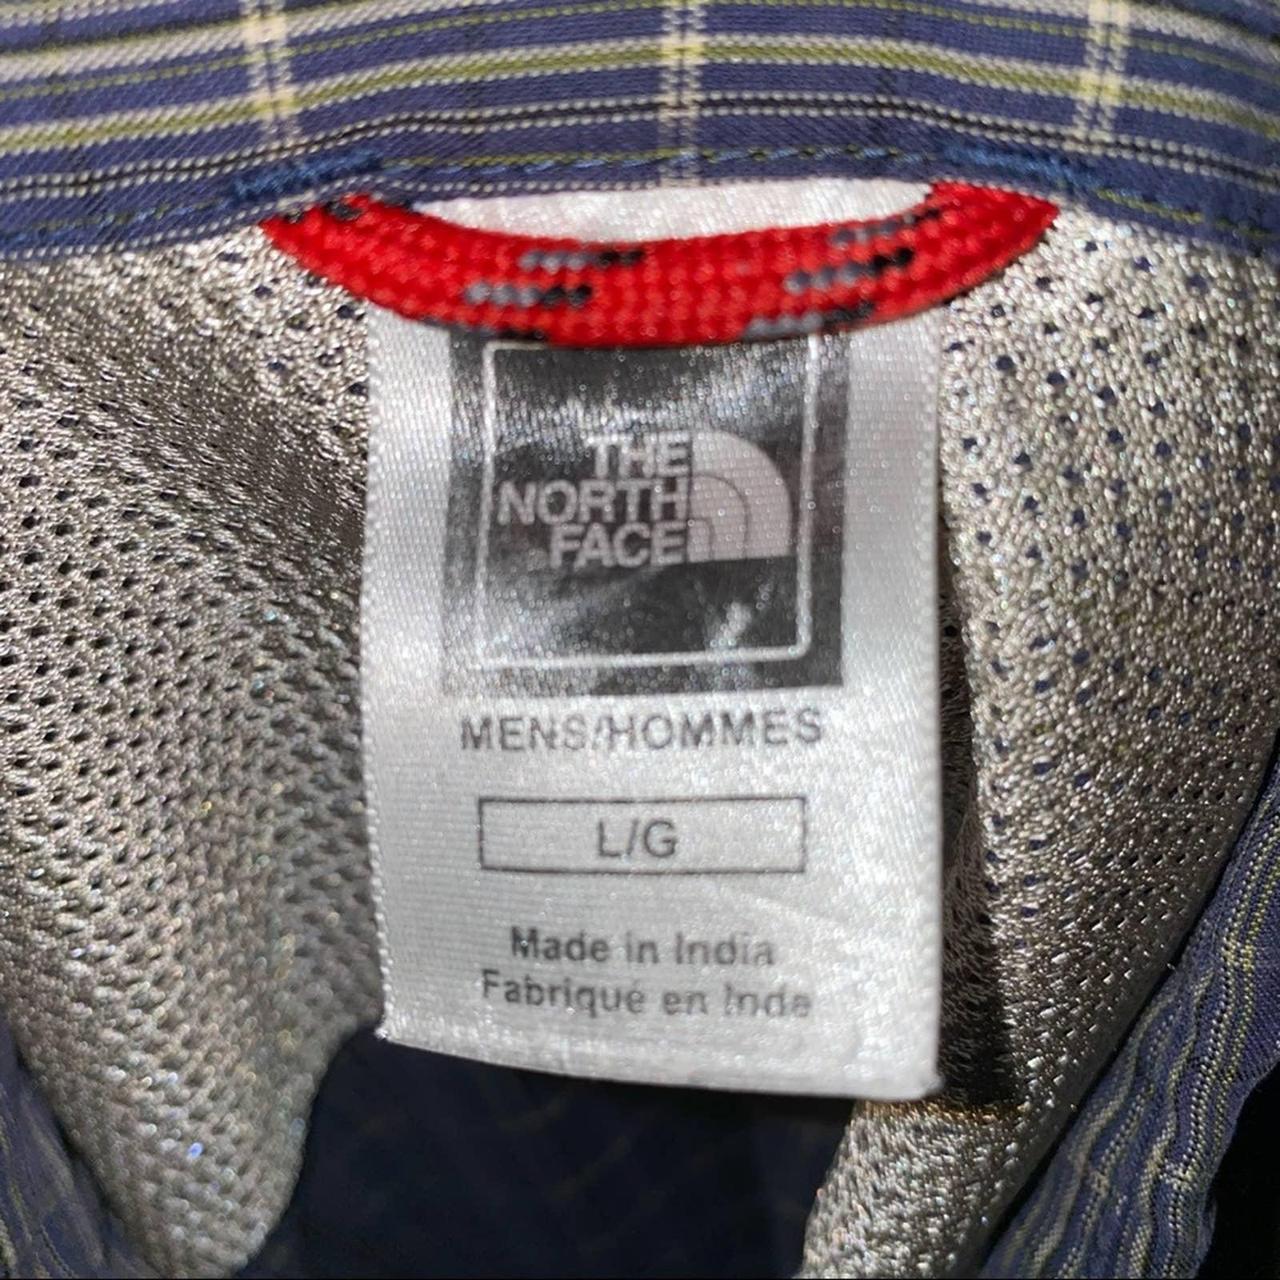 THE
NORTH
FACE
MENS/HOMMES
L/G
Made in India
Fabriqué en Inde